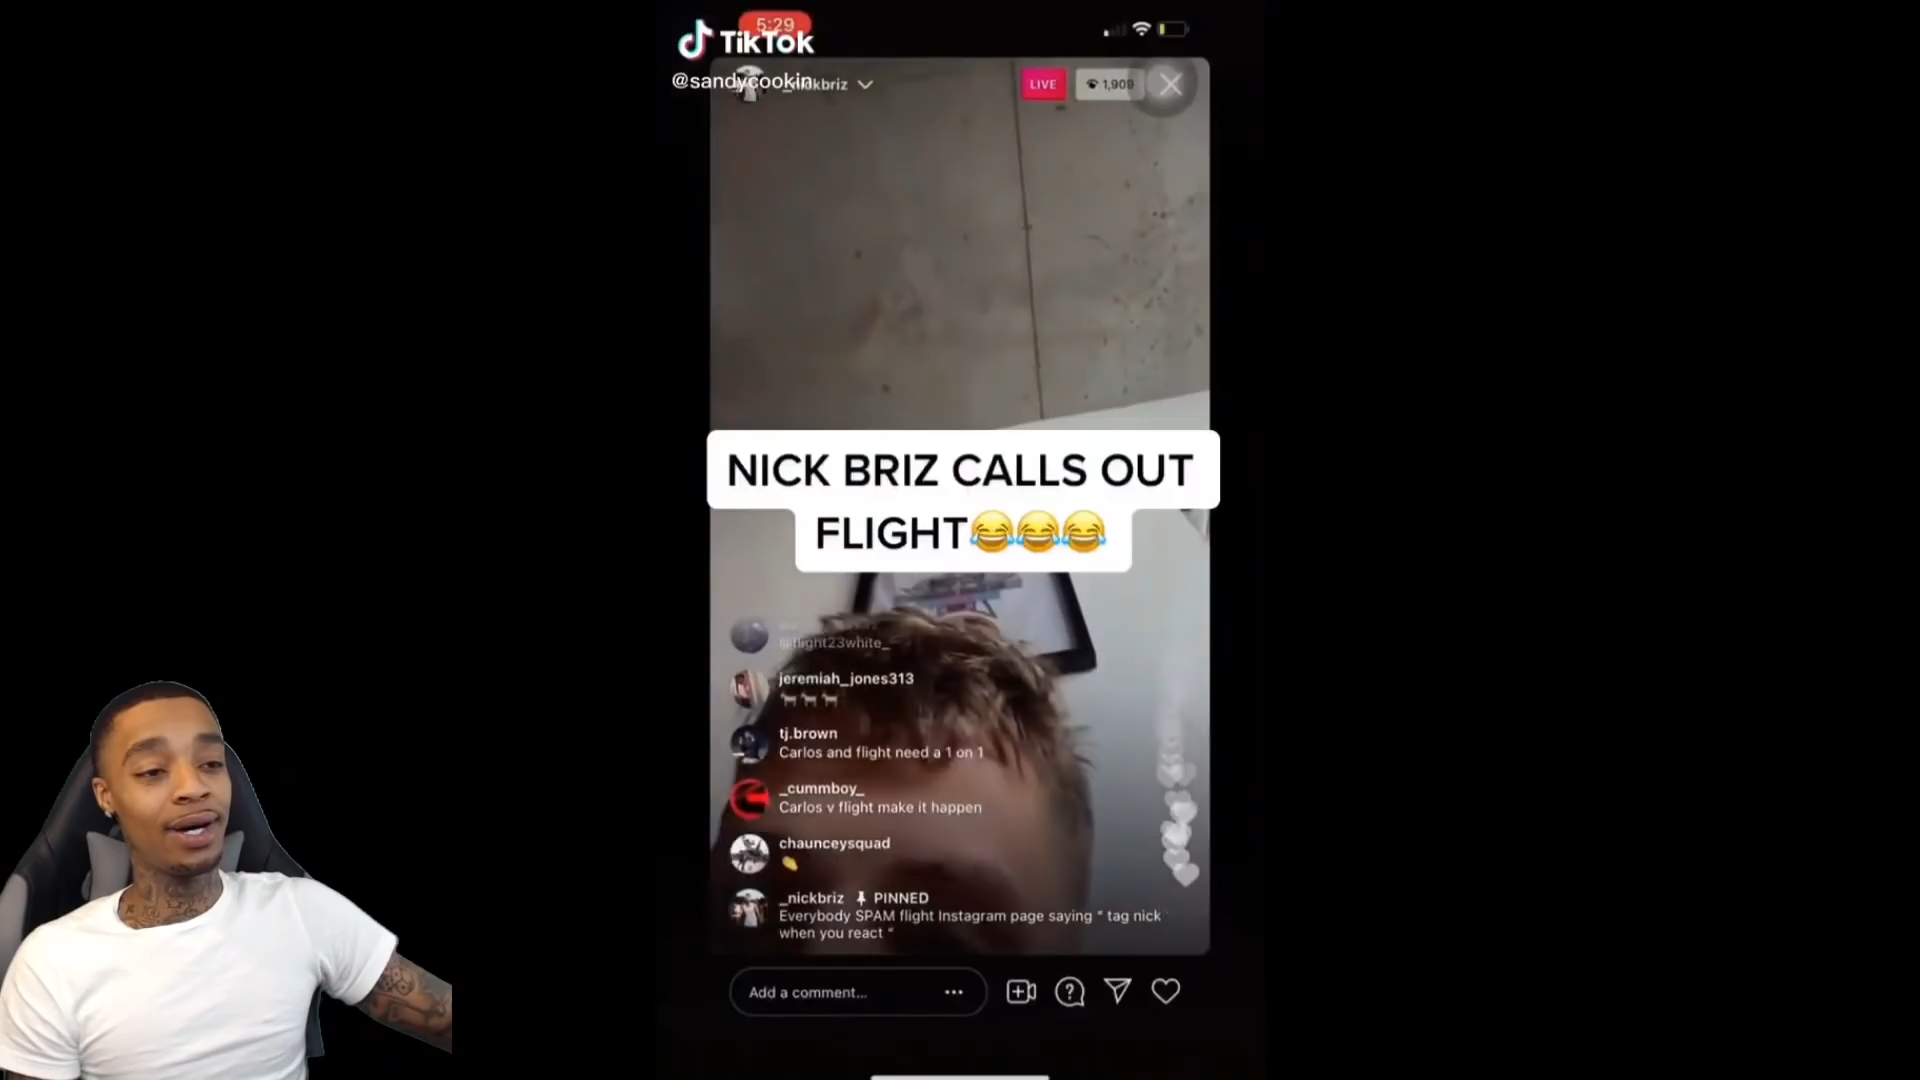 5:29
TikTok
@sandycookin
_nickbriz
LIVE
1,909
NICK BRIZ CALLS OUT
FLIGHT😂😂😂
@flight23white_
jeremiah_jones313
🐐🐐🐐
tj.brown
Carlos and flight need a 1 on 1
_cummboy_
Carlos v flight make it happen
chaunceysquad
_nickbriz PINNED
Everybody SPAM flight Instagram page saying “ tag nick
when you react “
Add a comment...